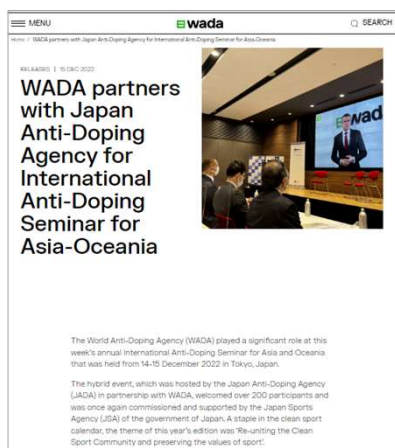 MENU
wada
SEARCH
Home / WADA partners with Japan Anti-Doping Agency for International Anti-Doping Seminar for Asia-Oceania
RELEASES | 15 DEC 2022
WADA partners
with Japan
Anti-Doping
Agency for
International
Anti-Doping
Seminar for
Asia-Oceania
wada
The World Anti-Doping Agency (WADA) played a significant role at this
week's annual International Anti-Doping Seminar for Asia and Oceania
that was held from 14-15 December 2022 in Tokyo, Japan.
The hybrid event, which was hosted by the Japan Anti-Doping Agency
(JADA) in partnership with WADA, welcomed over 200 participants and
was once again commissioned and supported by the Japan Sports
Agency (JSA) of the government of Japan. A staple in the clean sport
calendar, the theme of this year's edition was 'Re-uniting the Clean
Sport Community and preserving the values of sport'.